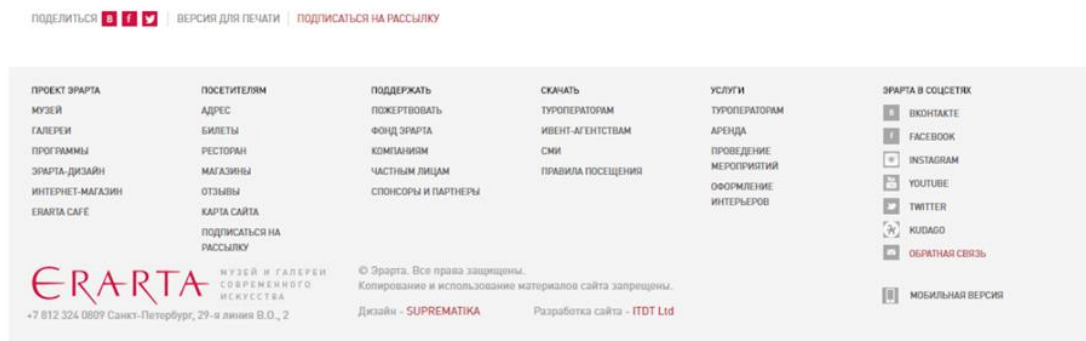 ПОДЕЛИТЬСЯ ВЕРСИЯ ДЛЯ ПЕЧАТИ ПОДПИСАТЬСЯ НА РАССЫЛКУ
ПРОЕКТ ЭРАРТА
МУЗЕЙ
ГАЛЕРЕИ
ПРОГРАММЫ
ЭРАРТА-ДИЗАЙН
ИНТЕРНЕТ-МАГАЗИН
ERARTA CAFÉ
ПОСЕТИТЕЛЯМ
АДРЕС
БИЛЕТЫ
РЕСТОРАН
МАГАЗИНЫ
ОТЗЫВЫ
КАРТА САЙТА
ПОДПИСАТЬСЯ НА
РАССЫЛКУ
ПОДДЕРЖАТЬ
ПОЖЕРТВОВАТЬ
ФОНД ЭРАРТА
КОМПАНИЯМ
ЧАСТНЫМ ЛИЦАМ
СПОНСОРЫ И ПАРТНЕРЫ
СКАЧАТЬ
ТУРОПЕРАТОРАМ
ИВЕНТ-АГЕНТСТВАМ
СМИ
ПРАВИЛА ПОСЕЩЕНИЯ
УСЛУГИ
ТУРОПЕРАТОРАМ
АРЕНДА
ПРОВЕДЕНИЕ
МЕРОПРИЯТИЙ
ОФОРМЛЕНИЕ
ИНТЕРЬЕРОВ
ЭРАРТА В СОЦСЕТЯХ
ВКОНТАКТЕ
FACEBOOK
INSTAGRAM
YOUTUBE
TWITTER
KUDAGO
ОБРАТНАЯ СВЯЗЬ
МОБИЛЬНАЯ ВЕРСИЯ
ERARTA
МУЗЕЙ И ГАЛЕРЕИ
СОВРЕМЕННОГО
ИСКУССТВА
+7 812 324 0809 Санкт-Петербург, 29-я линия В.О., 2
© Эрарта. Все права защищены.
Копирование и использование материалов сайта запрещены.
Дизайн - SUPREMATIKA Разработка сайта - ITDT Ltd